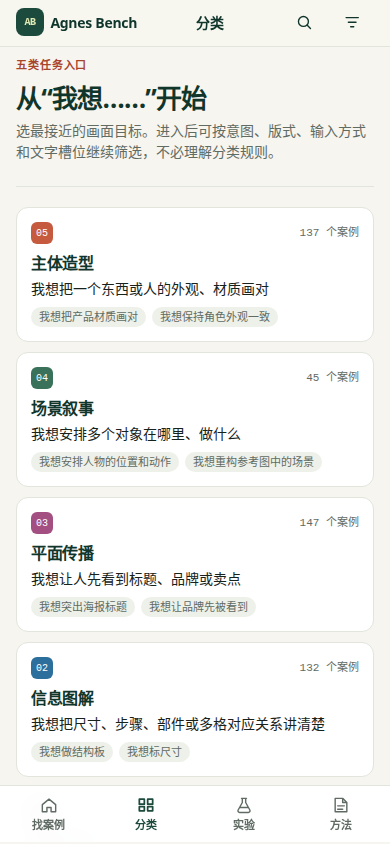 AB
Agnes Bench
分类
五类任务入口
从“我想……”开始
选最接近的画面目标。进入后可按意图、版式、输入方式
和文字槽位继续筛选，不必理解分类规则。
05
137 个案例
主体造型
我想把一个东西或人的外观、材质画对
我想把产品材质画对
我想保持角色外观一致
04
45 个案例
场景叙事
我想安排多个对象在哪里、做什么
我想安排人物的位置和动作
我想重构参考图中的场景
03
147 个案例
平面传播
我想让人先看到标题、品牌或卖点
我想突出海报标题
我想让品牌先被看到
02
132 个案例
信息图解
我想把尺寸、步骤、部件或多格对应关系讲清楚
我想做结构板
我想标尺寸
找案例
分类
实验
方法